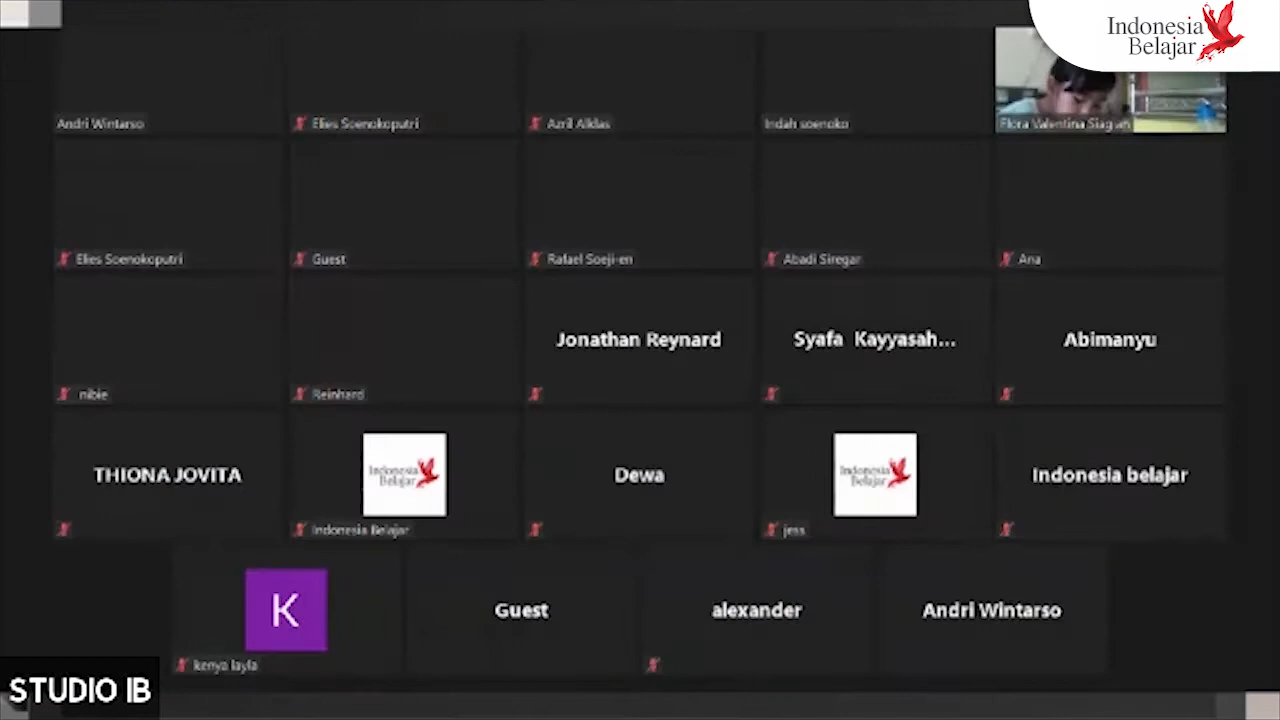 Indonesia
Belajar
Andri Wintarso
Elies Soenokoputri
Azril Alklas
Indah soenoko
Flora Valentina Siagian
Elies Soenokoputri
Guest
Rafael Soeji-en
Abadi Siregar
Ana
nibie
Reinhard
Jonathan Reynard
Syafa Kayyasah...
Abimanyu
THIONA JOVITA
Indonesia
Belajar
Indonesia Belajar
Dewa
Indonesia
Belajar
jess
Indonesia belajar
K
kenya layla
Guest
alexander
Andri Wintarso
STUDIO IB